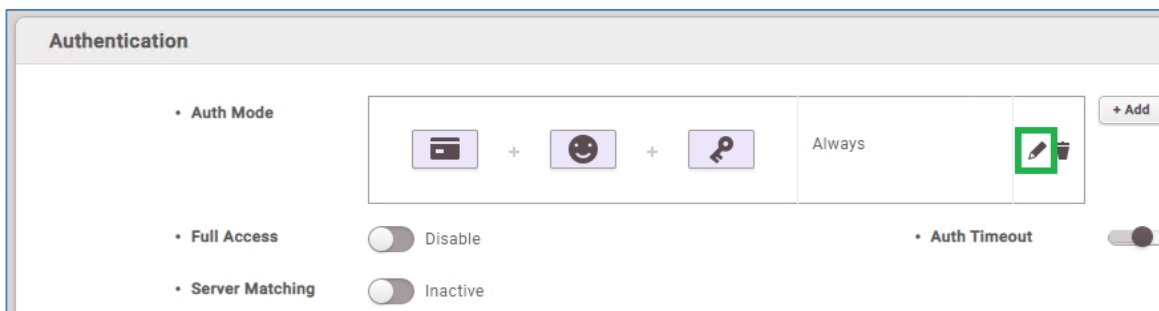 Authentication
• Auth Mode
+ + Always
+ Add
• Full Access Disable • Auth Timeout
• Server Matching Inactive